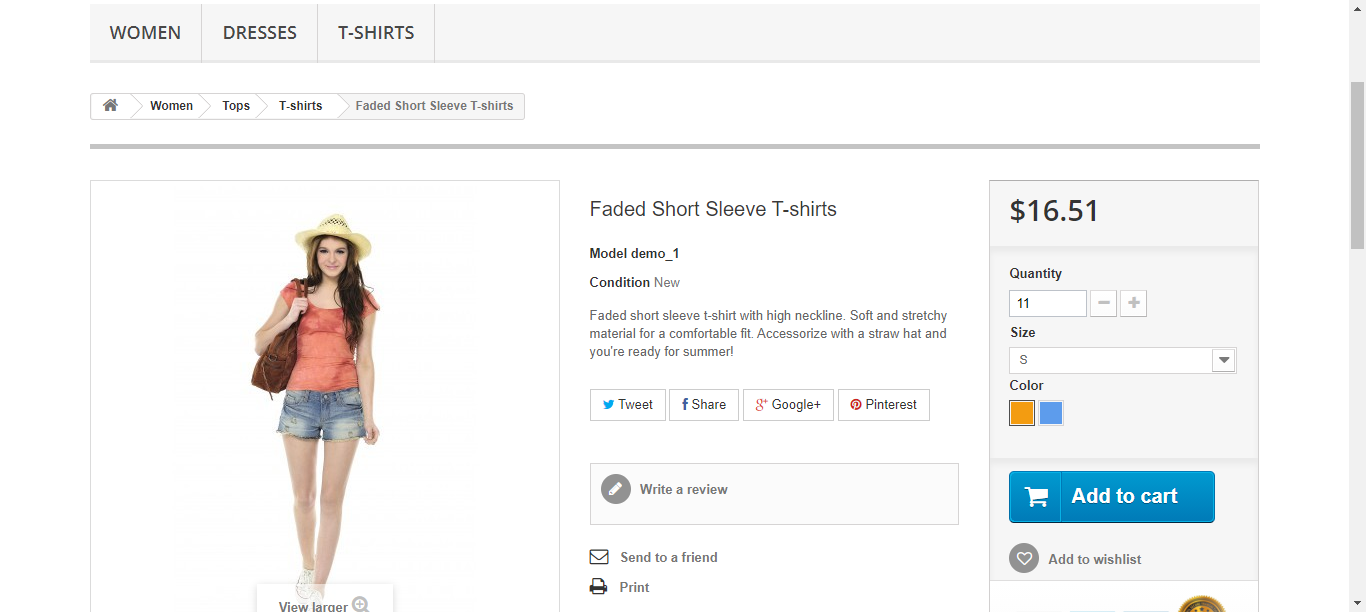 WOMEN DRESSES T-SHIRTS
Women Tops T-shirts Faded Short Sleeve T-shirts
Faded Short Sleeve T-shirts
Model demo_1
Condition New
Faded short sleeve t-shirt with high neckline. Soft and stretchy
material for a comfortable fit. Accessorize with a straw hat and
you're ready for summer!
Tweet Share Google+ Pinterest
Write a review
Send to a friend
Print
View larger
$16.51
Quantity
11
Size
S
Color
Add to cart
Add to wishlist